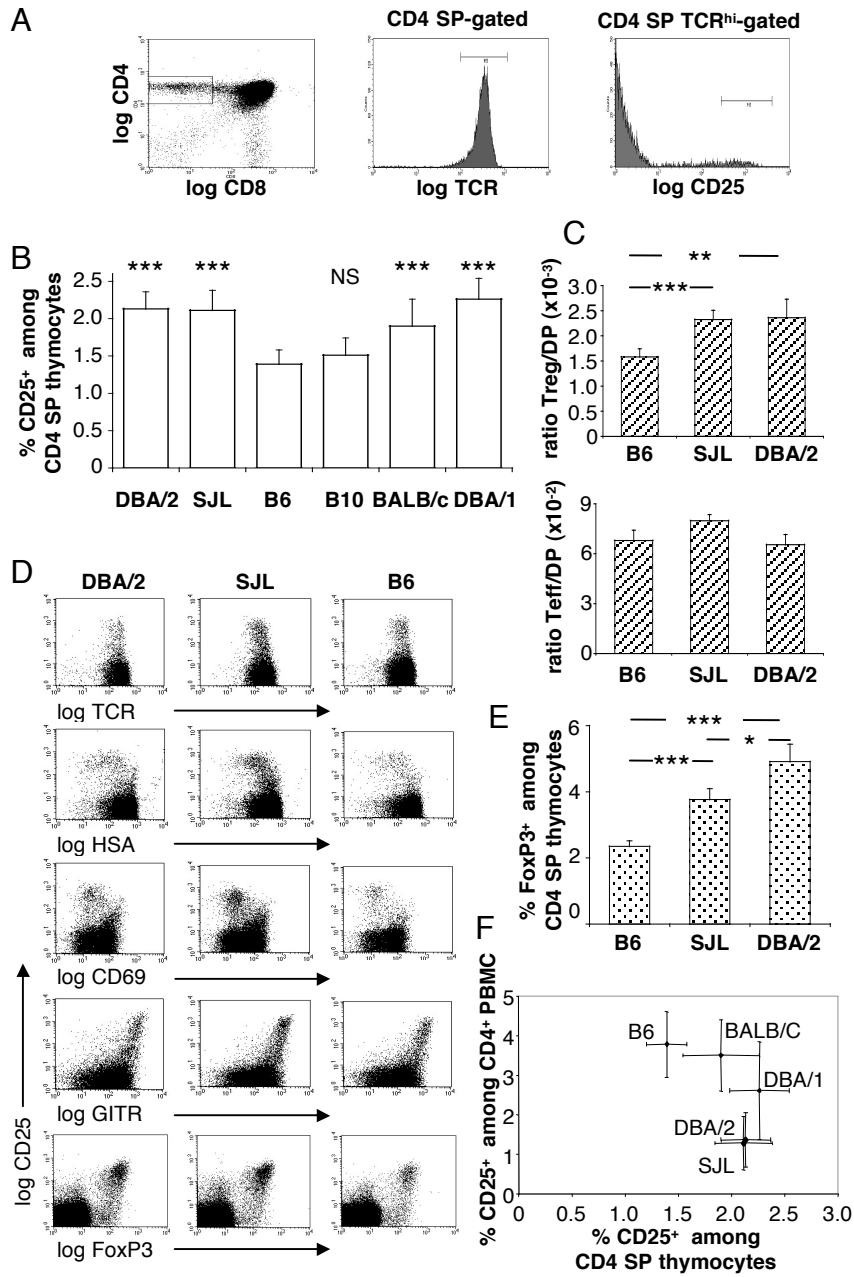 A
CD4 SP-gated
CD4 SP TCRhi-gated
log CD4
log CD8
log TCR
log CD25
B
% CD25+ among
CD4 SP thymocytes
2.5
2.0
1.5
1.0
0.5
0
***
***
NS
***
***
DBA/2
SJL
B6
B10
BALB/c
DBA/1
C
ratio Treg/DP (x10-3)
3.0
2.5
2.0
1.5
1.5
0
**
***
B6
SJL
DBA/2
ratio Teff/DP (x10-2)
9
6
3
0
B6
SJL
DBA/2
D
DBA/2
SJL
B6
log TCR
log HSA
log CD69
log GITR
log FoxP3
log CD25
E
% FoxP3+ among
CD4 SP thymocytes
6
4
2
0
***
*
***
B6
SJL
DBA/2
F
% CD25+ among CD4+ PBMC
5
4
3
2
1
0
B6
BALB/C
DBA/1
DBA/2
SJL
0
0.5
1.0
1.5
2.0
2.5
3.0
% CD25+ among
CD4 SP thymocytes